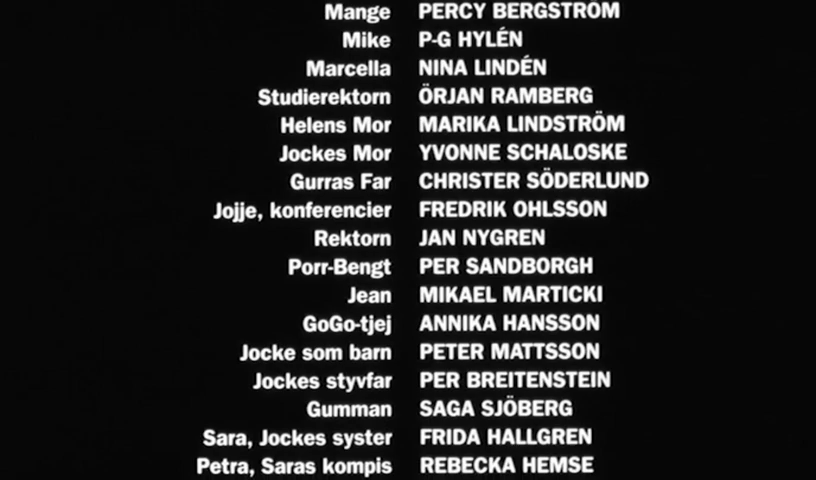 Mange PERCY BERGSTRÖM
Mike P-G HYLÉN
Marcella NINA LINDÉN
Studierektorn ÖRJAN RAMBERG
Helens Mor MARIKA LINDSTRÖM
Jockes Mor YVONNE SCHALOSKE
Gurras Far CHRISTER SÖDERLUND
Jojje, konferencier FREDRIK OHLSSON
Rektorn JAN NYGREN
Porr-Bengt PER SANDBORGH
Jean MIKAEL MARTICKI
GoGo-tjej ANNIKA HANSSON
Jocke som barn PETER MATTSSON
Jockes styvfar PER BREITENSTEIN
Gumman SAGA SJÖBERG
Sara, Jockes syster FRIDA HALLGREN
Petra, Saras kompis REBECKA HEMSE